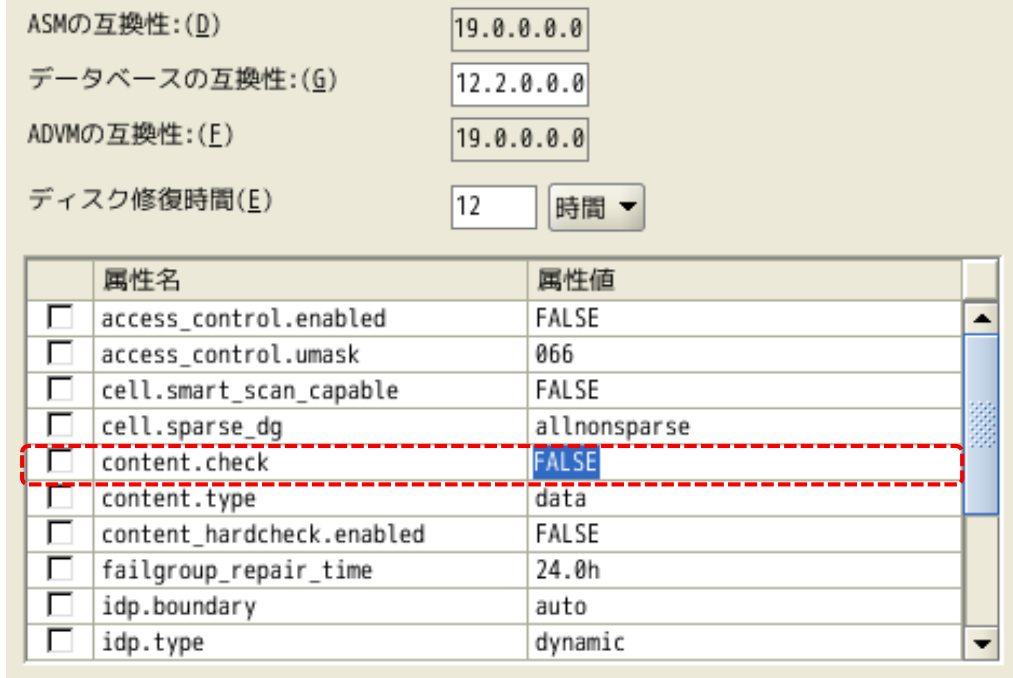 ASMの互換性:(D) 19.0.0.0.0
データベースの互換性:(G) 12.2.0.0.0
ADVMの互換性:(F) 19.0.0.0.0
ディスク修復時間(E) 12 時間
属性名 属性値
access_control.enabled FALSE
access_control.umask 066
cell.smart_scan_capable FALSE
cell.sparse_dg allnonsparse
content.check FALSE
content.type data
content_hardcheck.enabled FALSE
failgroup_repair_time 24.0h
idp.boundary auto
idp.type dynamic